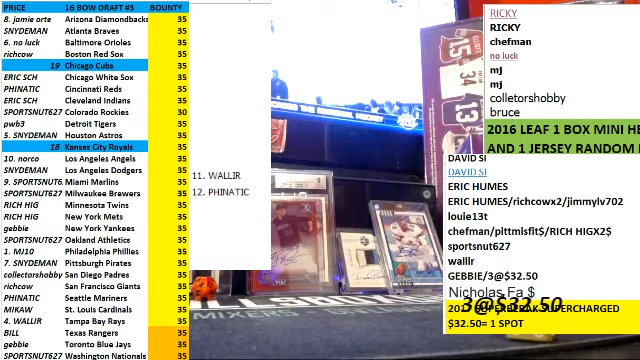 PRICE 16 BOW DRAFT #3 BOUNTY
8. jamie orte Arizona Diamondbacks 35
SNYDEMAN Atlanta Braves 35
6. no luck Baltimore Orioles 35
richcow Boston Red Sox 35
19 Chicago Cubs 35
ERIC SCH Chicago White Sox 35
PHINATIC Cincinnati Reds 35
ERIC SCH Cleveland Indians 35
SPORTSNUT627 Colorado Rockies 30
pwb3 Detroit Tigers 35
5. SNYDEMAN Houston Astros 35
18 Kansas City Royals 35
10. norco Los Angeles Angels 35
SNYDEMAN Los Angeles Dodgers 35
9. SPORTSNUT6 Miami Marlins 35
SPORTSNUT627 Milwaukee Brewers 35
RICH HIG Minnesota Twins 35
RICH HIG New York Mets 35
gebbie New York Yankees 35
SPORTSNUT627 Oakland Athletics 35
1. MJ10 Philadelphia Phillies 35
7. SNYDEMAN Pittsburgh Pirates 35
collectorshobby San Diego Padres 35
richcow San Francisco Giants 35
PHINATIC Seattle Mariners 35
MIKAW St. Louis Cardinals 35
4. WALLIR Tampa Bay Rays 35
BILL Texas Rangers 35
gebbie Toronto Blue Jays 35
SPORTSNUT627 Washington Nationals 35
11. WALLIR
12. PHINATIC
15
34
13
RICKY
RICKY
chefman
no luck
mj
mj
colletorshobby
bruce
2016 LEAF 1 BOX MINI HE
AND 1 JERSEY RANDOM
DAVID SI
DAVID SI
ERIC HUMES
ERIC HUMES/richcowx2/jimmylv702
louie13t
chefman/pittmlsflt$/RICH HIGX2$
sportsnut627
wallir
GEBBIE/3@$32.50
Nicholas Fa $
3@$32.50
SUPERCHARGED
$32.50= 1 SPOT